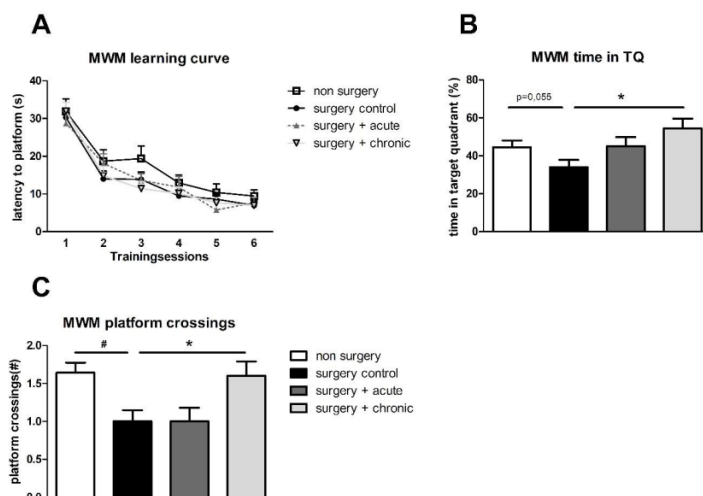 A
MWM learning curve
latency to platform (s)
40
30
20
10
0
1 2 3 4 5 6
Trainingsessions
non surgery
surgery control
surgery + acute
surgery + chronic
B
MWM time in TQ
time in target quadrant (%)
80
60
40
20
0
p=0,055
*
C
MWM platform crossings
platform crossings(#)
2.0
1.5
1.0
0.5
0.0
#
*
non surgery
surgery control
surgery + acute
surgery + chronic